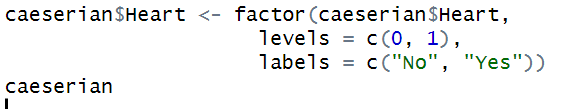 caeserian$Heart <- factor(caeserian$Heart,
                          levels = c(0, 1),
                          labels = c("No", "Yes"))
caeserian